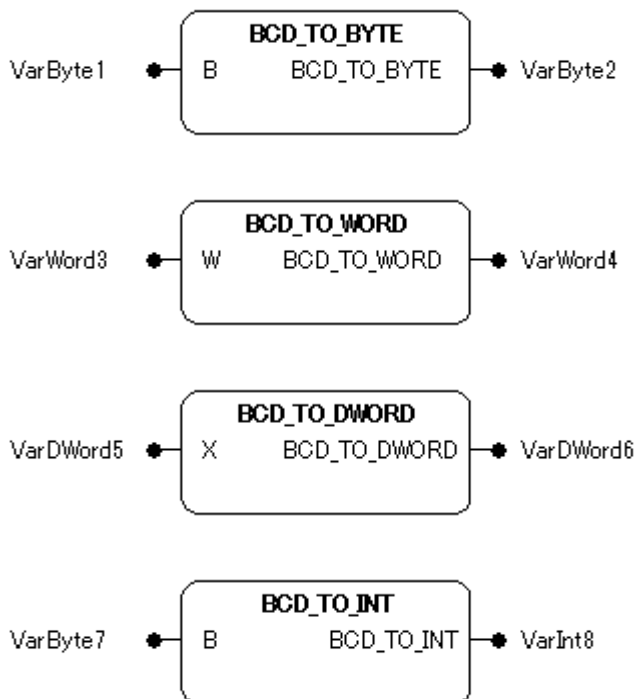 BCD_TO_BYTE
VarByte1 B BCD_TO_BYTE VarByte2
BCD_TO_WORD
VarWord3 W BCD_TO_WORD VarWord4
BCD_TO_DWORD
VarDWord5 X BCD_TO_DWORD VarDWord6
BCD_TO_INT
VarByte7 B BCD_TO_INT VarInt8